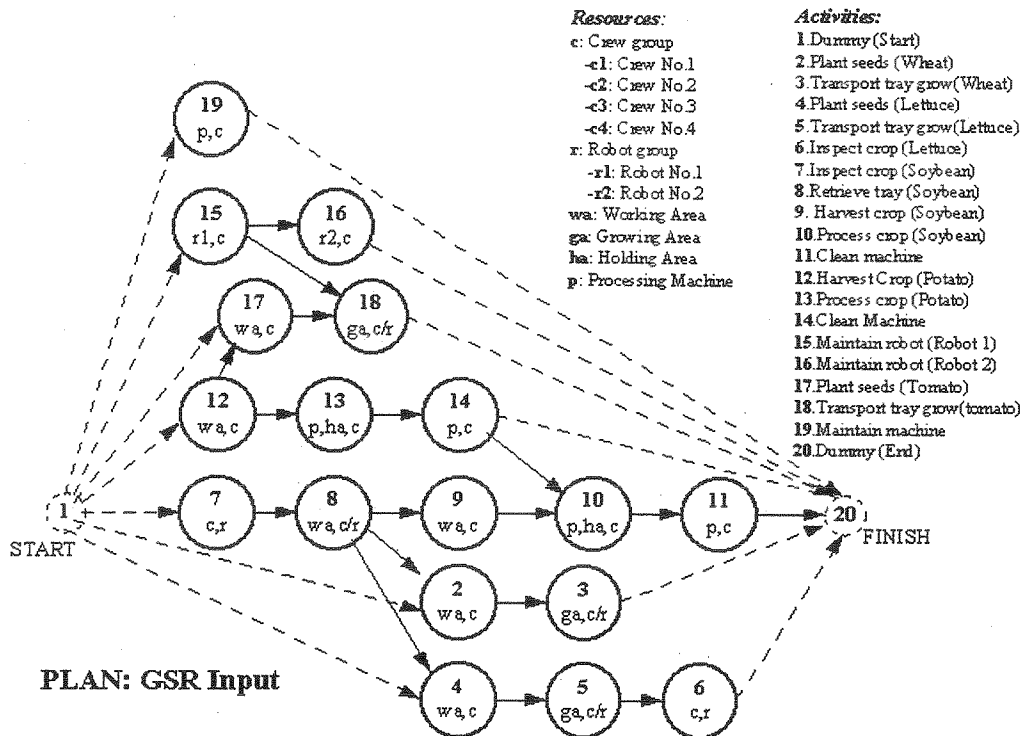 Resources:
c: Crew group
-c1: Crew No.1
-c2: Crew No.2
-c3: Crew No.3
-c4: Crew No.4
r: Robot group
-r1: Robot No.1
-r2: Robot No.2
wa: Working Area
ga: Growing Area
ha: Holding Area
p: Processing Machine
Activities:
1.Dummy (Start)
2.Plant seeds (Wheat)
3.Transport tray grow(Wheat)
4.Plant seeds (Lettuce)
5.Transport tray grow(Lettuce)
6.Inspect crop (Lettuce)
7.Inspect crop (Soybean)
8.Retrieve tray (Soybean)
9. Harvest crop (Soybean)
10.Process crop (Soybean)
11.Clean machine
12.Harvest Crop (Potato)
13.Process crop (Potato)
14.Clean Machine
15.Maintain robot (Robot 1)
16.Maintain robot (Robot 2)
17.Plant seeds (Tomato)
18.Transport tray grow(tomato)
19.Maintain machine
20.Dummy (End)
19
p,c
15
r1,c
16
r2,c
17
wa,c
18
ga,c/r
12
wa,c
13
p,ha,c
14
p,c
1
START
7
c,r
8
wa,c/r
9
wa,c
10
p,ha,c
11
p,c
20
FINISH
2
wa,c
3
ga,c/r
4
wa,c
5
ga,c/r
6
c,r
PLAN: GSR Input